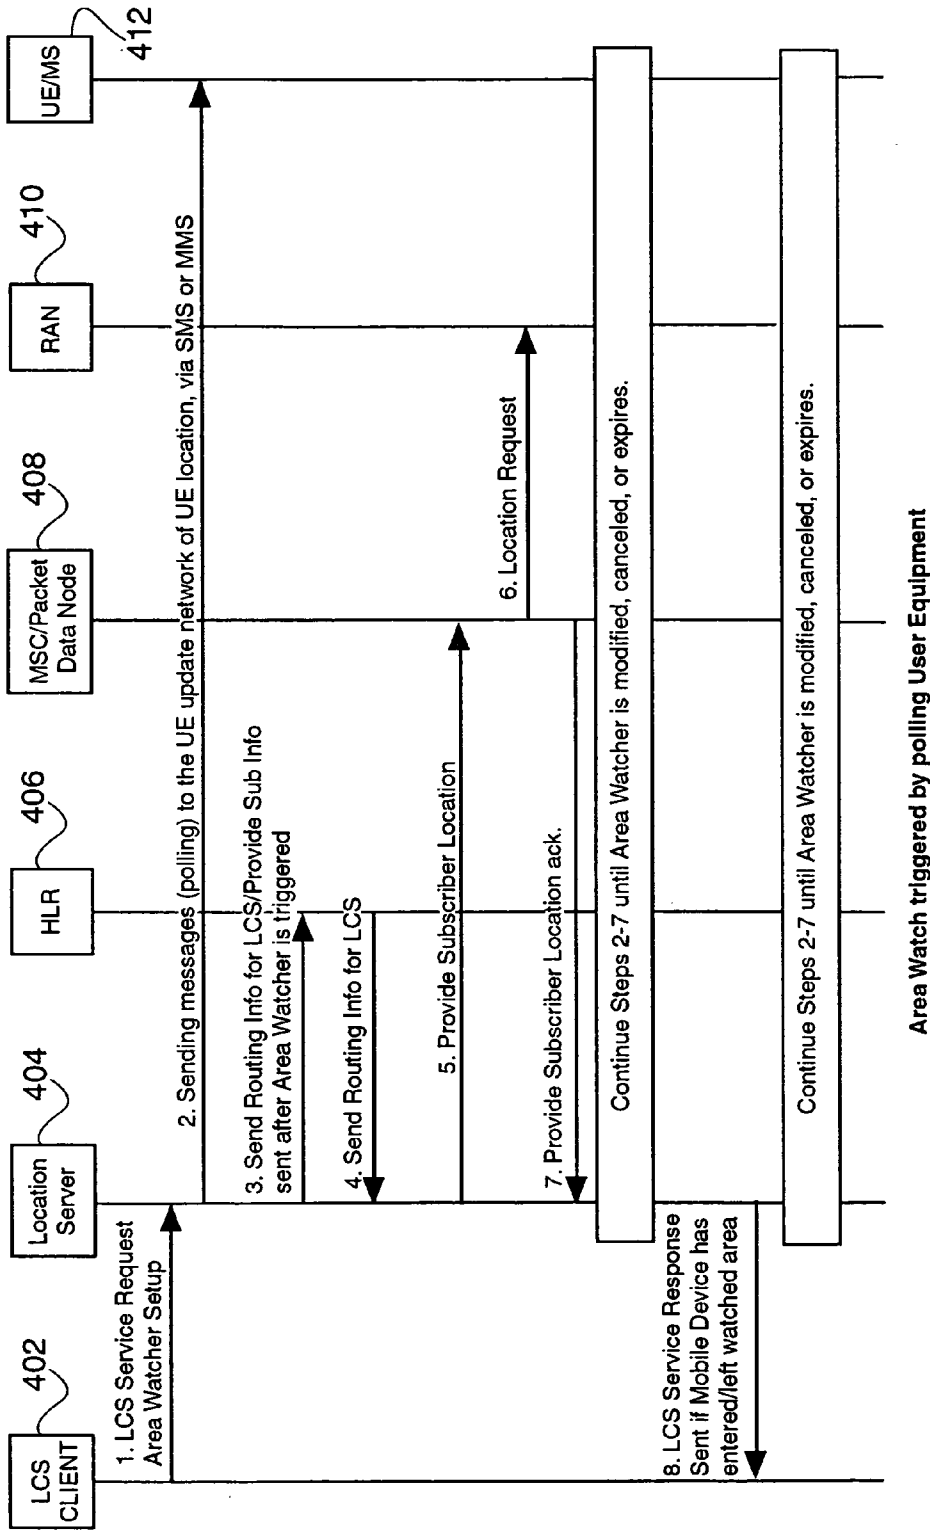 LCS
CLIENT
402
Location
Server
404
HLR
406
MSC/Packet
Data Node
408
RAN
410
UE/MS
412
1. LCS Service Request
Area Watcher Setup
2. Sending messages (polling) to the UE update network of UE location, via SMS or MMS
3. Send Routing Info for LCS/Provide Sub Info
sent after Area Watcher is triggered
4. Send Routing Info for LCS
5. Provide Subscriber Location
6. Location Request
7. Provide Subscriber Location ack.
Continue Steps 2-7 until Area Watcher is modified, canceled, or expires.
8. LCS Service Response
Sent if Mobile Device has
entered/left watched area
Continue Steps 2-7 until Area Watcher is modified, canceled, or expires.
Area Watch triggered by polling User Equipment